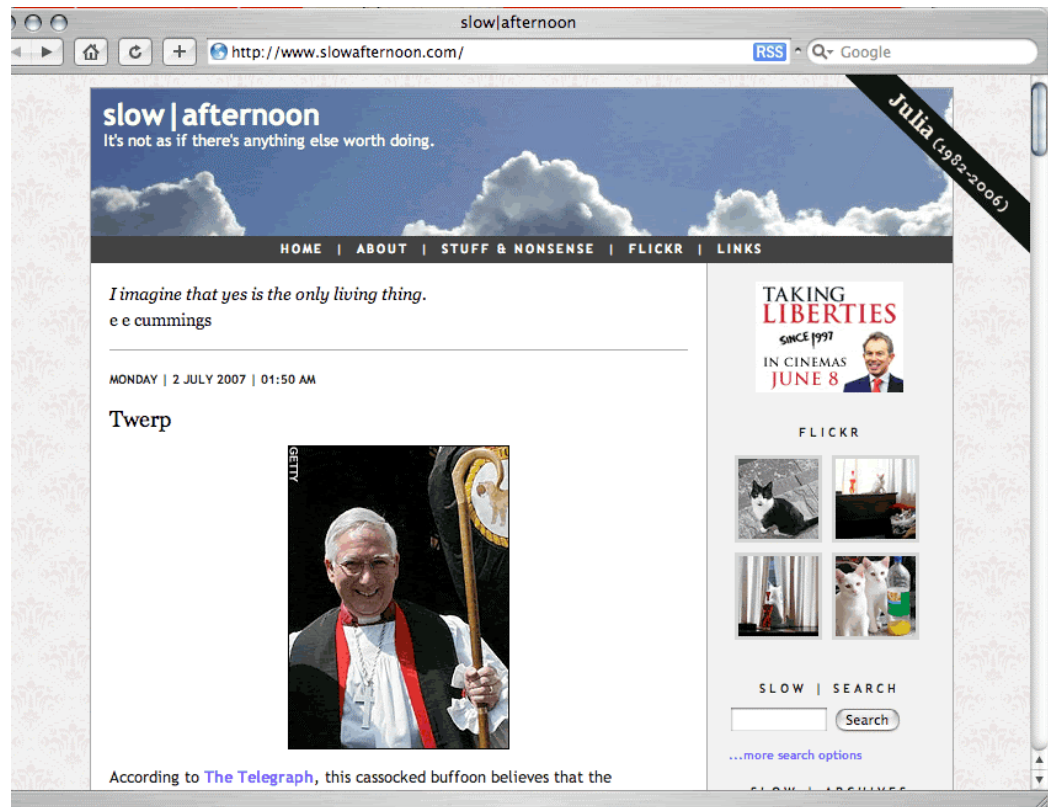 slow|afternoon
http://www.slowafternoon.com/
RSS
Google
slow|afternoon
It's not as if there's anything else worth doing.
Julia (1982-2006)
HOME | ABOUT | STUFF & NONSENSE | FLICKR | LINKS
I imagine that yes is the only living thing.
e e cummings
MONDAY | 2 JULY 2007 | 01:50 AM
Twerp
GETTY
According to The Telegraph, this cassocked buffoon believes that the
TAKING
LIBERTIES
SINCE 1997
IN CINEMAS
JUNE 8
FLICKR
SLOW | SEARCH
Search
...more search options
SLOW | ARCHIVES